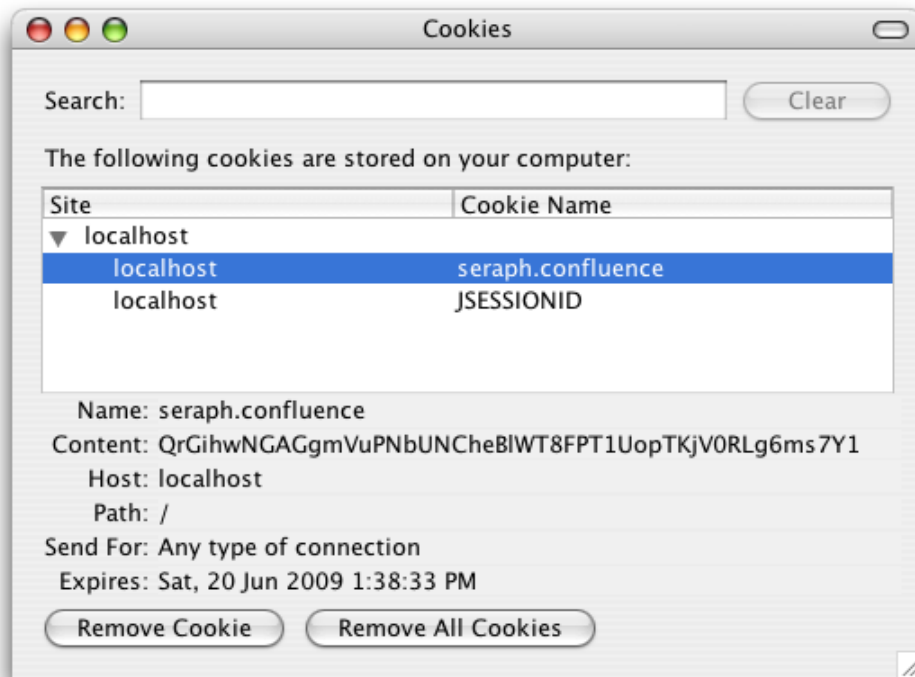 Cookies
Search: Clear
The following cookies are stored on your computer:
Site Cookie Name
localhost
localhost seraph.confluence
localhost JSESSIONID
Name: seraph.confluence
Content: QrGihwNGAGgmVuPNbUNCheBlWT8FPT1UopTKjV0RLg6ms7Y1
Host: localhost
Path: /
Send For: Any type of connection
Expires: Sat, 20 Jun 2009 1:38:33 PM
Remove Cookie Remove All Cookies